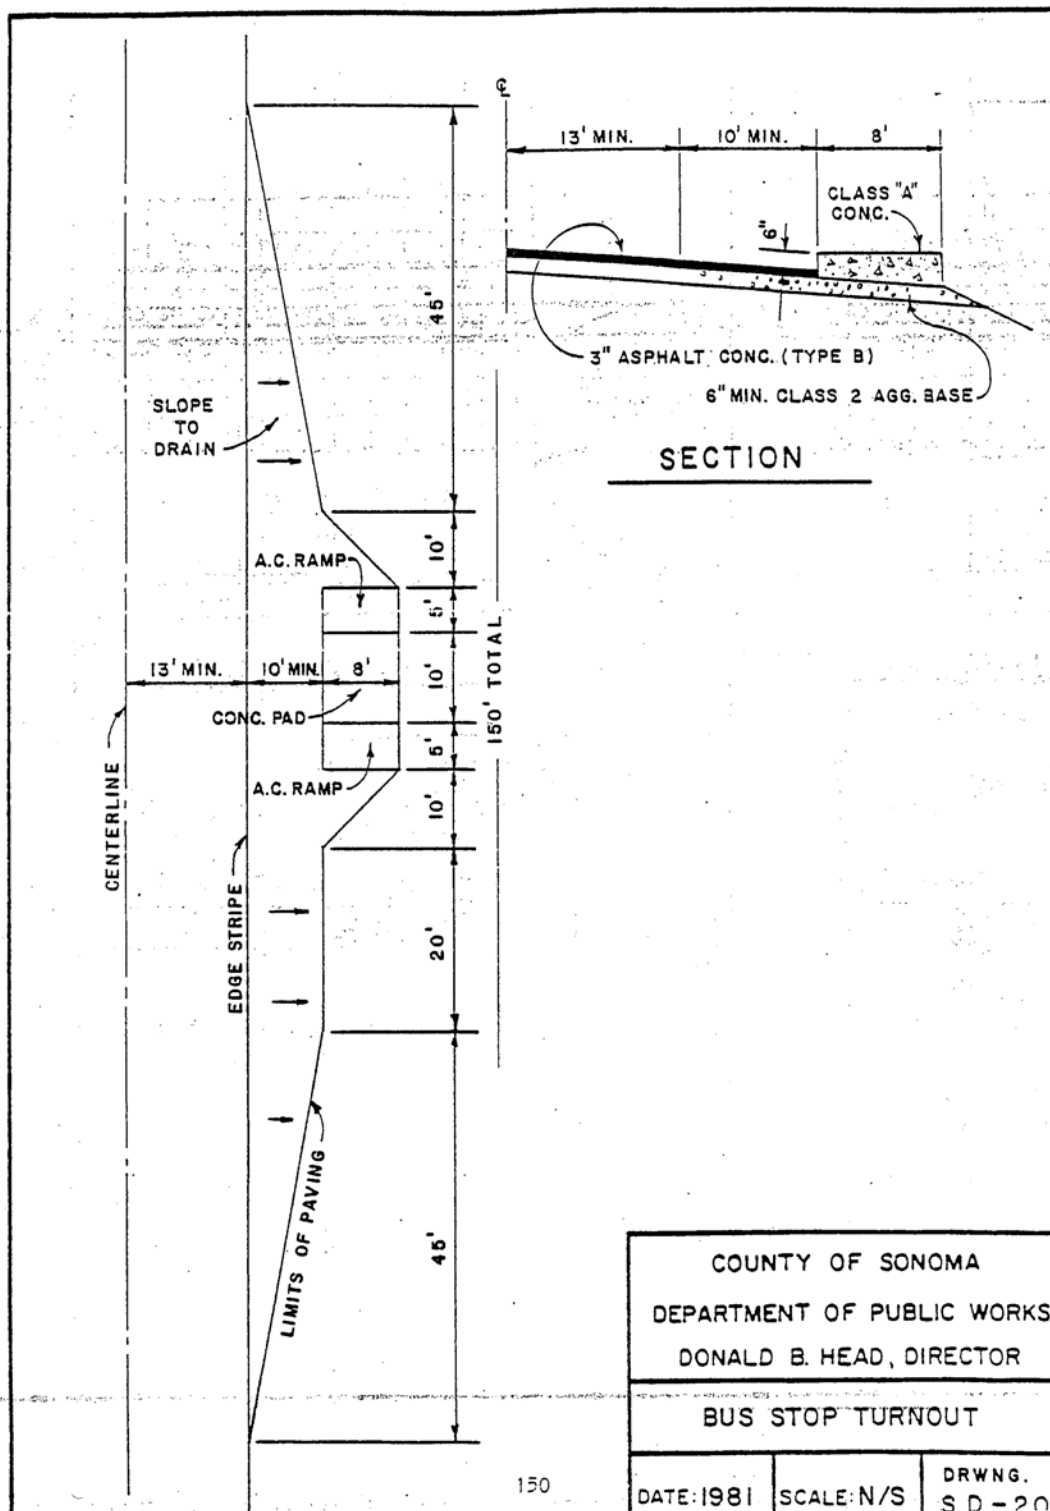 ℄
13' MIN.
10' MIN.
8'
CLASS "A"
CONC.
6"
3" ASPHALT CONC. (TYPE B)
6" MIN. CLASS 2 AGG. BASE
SECTION
45'
SLOPE
TO
DRAIN
10'
A.C. RAMP
5'
13' MIN.
10' MIN.
8'
10'
150' TOTAL
CONC. PAD
5'
A.C. RAMP
10'
CENTERLINE
EDGE STRIPE
20'
LIMITS OF PAVING
45'
COUNTY OF SONOMA
DEPARTMENT OF PUBLIC WORKS
DONALD B. HEAD, DIRECTOR
BUS STOP TURNOUT
DATE: 1981
SCALE: N/S
DRWNG.
SD-20
150